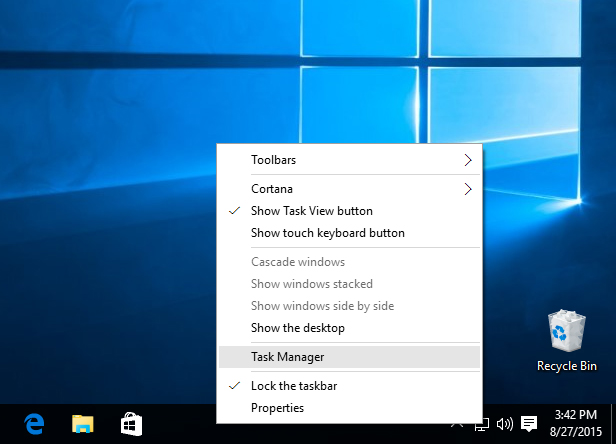 Toolbars
Cortana
Show Task View button
Show touch keyboard button
Cascade windows
Show windows stacked
Show windows side by side
Show the desktop
Task Manager
Lock the taskbar
Properties
Recycle Bin
3:42 PM
8/27/2015